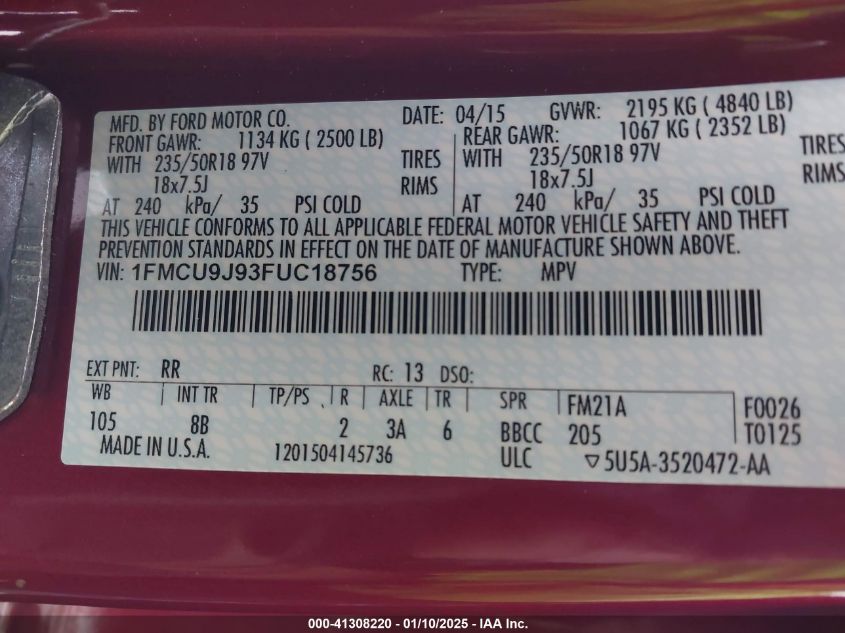 MFD. BY FORD MOTOR CO. DATE: 04/15 GVWR: 2195 KG ( 4840 LB)
FRONT GAWR: 1134 KG ( 2500 LB) REAR GAWR: 1067 KG ( 2352 LB)
WITH 235/50R18 97V TIRES WITH 235/50R18 97V TIRES
18x7.5J RIMS 18x7.5J RIMS
AT 240 kPa/ 35 PSI COLD AT 240 kPa/ 35 PSI COLD
THIS VEHICLE CONFORMS TO ALL APPLICABLE FEDERAL MOTOR VEHICLE SAFETY AND THEFT
PREVENTION STANDARDS IN EFFECT ON THE DATE OF MANUFACTURE SHOWN ABOVE.
VIN: 1FMCU9J93FUC18756 TYPE: MPV
EXT PNT: RR RC: 13 DSO:
WB INT TR TP/PS R AXLE TR SPR FM21A F0026
105 8B 2 3A 6 BBCC 205 T0125
MADE IN U.S.A. 1201504145736 ULC ▽5U5A-3520472-AA
000-41308220 - 01/10/2025 - IAA Inc.